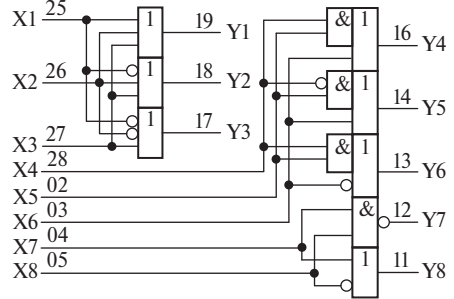 X1 25
X2 26
X3 27
X4 28
X5 02
X6 03
X7 04
X8 05
1 19 Y1
1 18 Y2
1 17 Y3
& 1 16 Y4
& 1 14 Y5
& 1 13 Y6
& 12 Y7
1 11 Y8